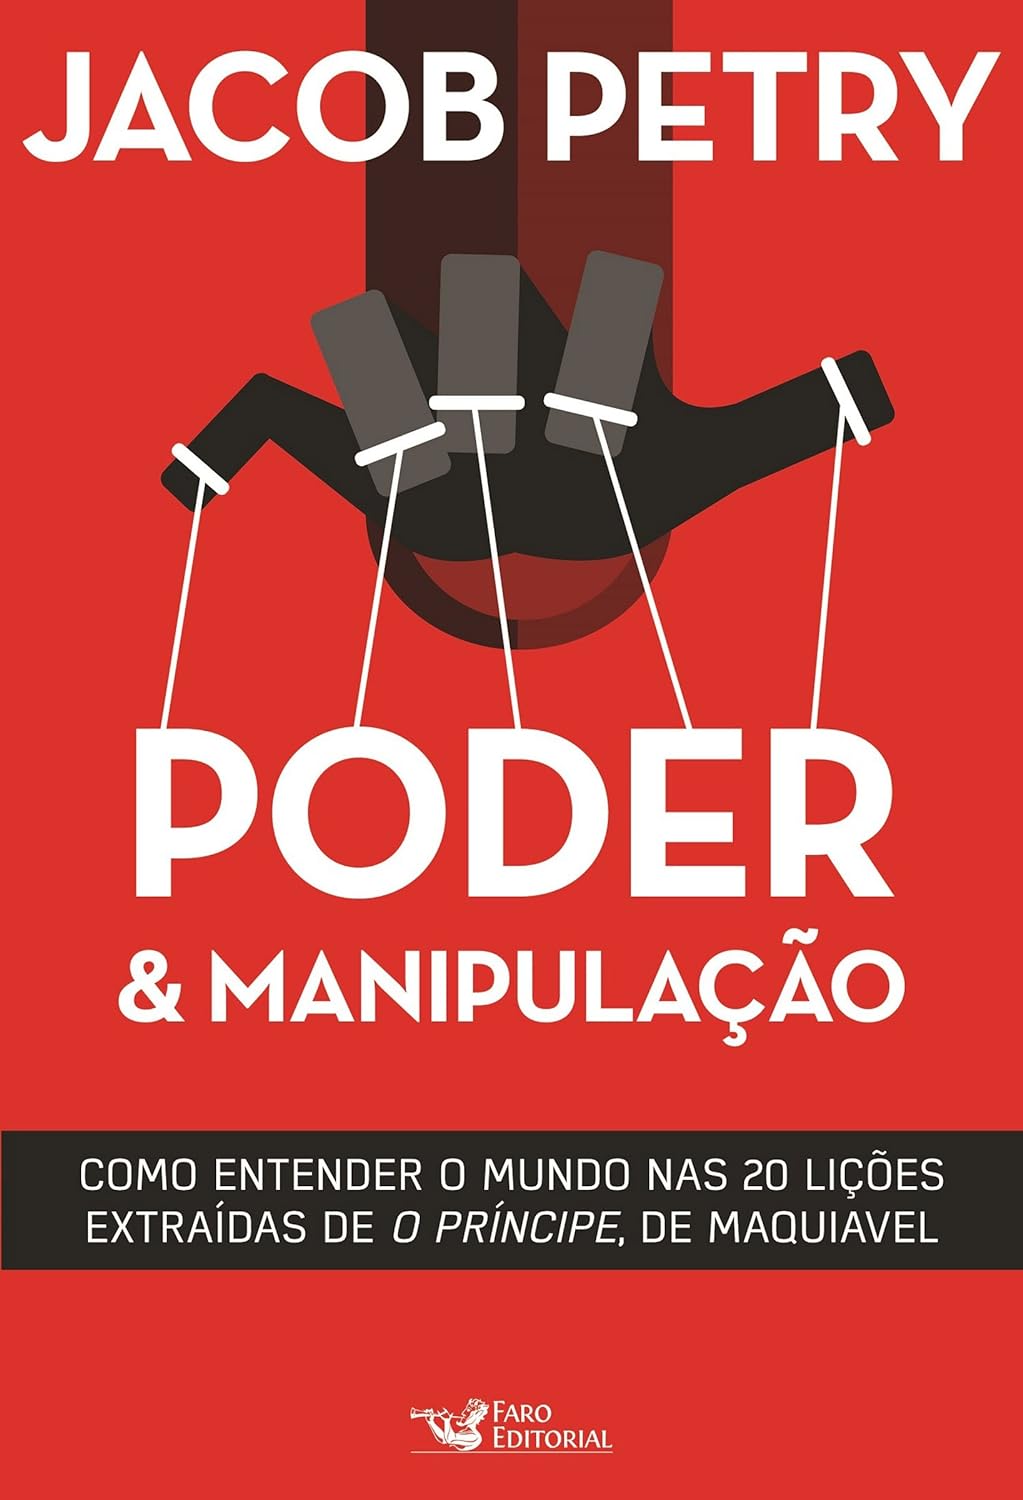 JACOB PETRY
PODER
& MANIPULAÇÃO
COMO ENTENDER O MUNDO NAS 20 LIÇÕES
EXTRAÍDAS DE O PRÍNCIPE, DE MAQUIAVEL
FARO
EDITORIAL